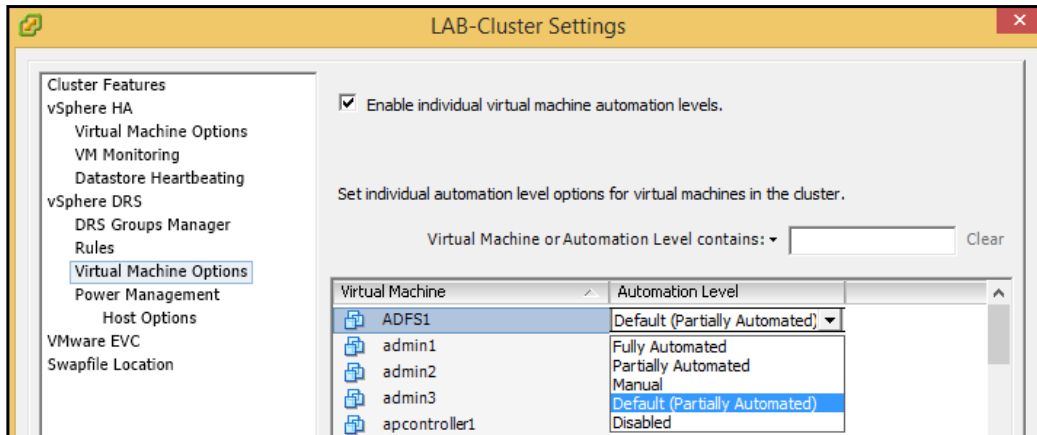 LAB-Cluster Settings
Cluster Features
vSphere HA
Virtual Machine Options
VM Monitoring
Datastore Heartbeating
vSphere DRS
DRS Groups Manager
Rules
Virtual Machine Options
Power Management
Host Options
VMware EVC
Swapfile Location
Enable individual virtual machine automation levels.
Set individual automation level options for virtual machines in the cluster.
Virtual Machine or Automation Level contains: Clear
Virtual Machine Automation Level
ADFS1 Default (Partially Automated)
admin1 Fully Automated
Partially Automated
admin2
Manual
admin3 Default (Partially Automated)
apcontroller1 Disabled